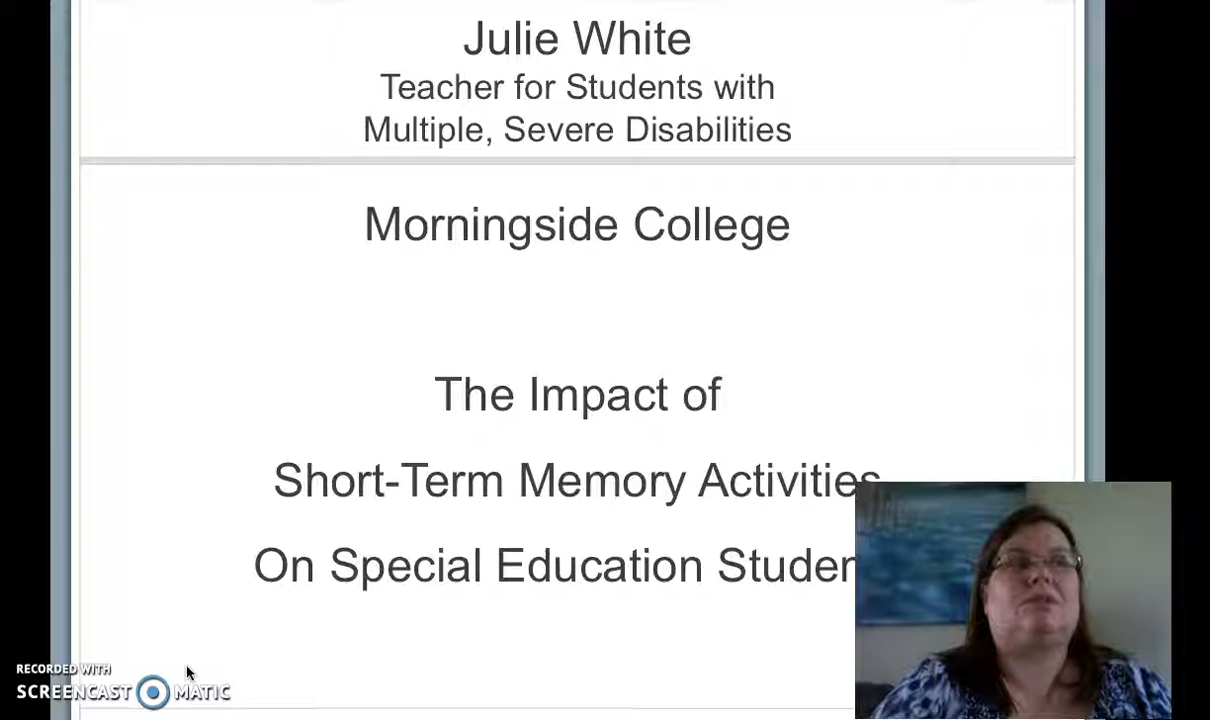 Julie White
Teacher for Students with
Multiple, Severe Disabilities
Morningside College
The Impact of
Short-Term Memory Activities
On Special Education
RECORDED WITH
SCREENCAST MATIC